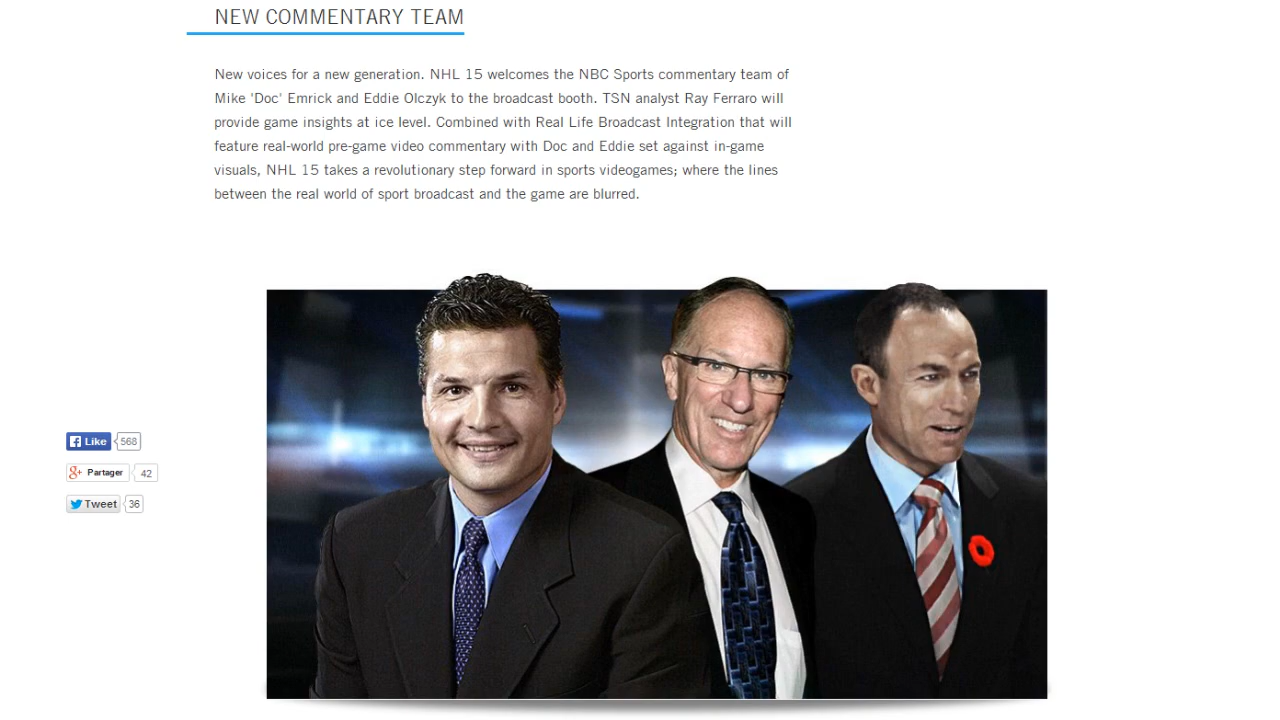 NEW COMMENTARY TEAM
New voices for a new generation. NHL 15 welcomes the NBC Sports commentary team of
Mike 'Doc' Emrick and Eddie Olczyk to the broadcast booth. TSN analyst Ray Ferraro will
provide game insights at ice level. Combined with Real Life Broadcast Integration that will
feature real-world pre-game video commentary with Doc and Eddie set against in-game
visuals, NHL 15 takes a revolutionary step forward in sports videogames; where the lines
between the real world of sport broadcast and the game are blurred.
Like 568
Partager 42
Tweet 36